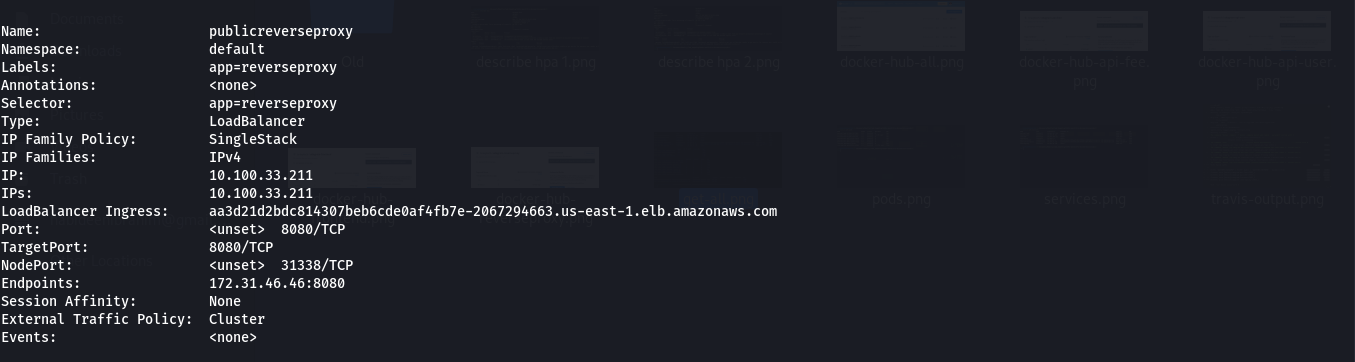 Name: publicreverseproxy
Namespace: default
Labels: app=reverseproxy
Annotations: <none>
Selector: app=reverseproxy
Type: LoadBalancer
IP Family Policy: SingleStack
IP Families: IPv4
IP: 10.100.33.211
IPs: 10.100.33.211
LoadBalancer Ingress: aa3d21d2bdc814307beb6cde0af4fb7e-2067294663.us-east-1.elb.amazonaws.com
Port: <unset> 8080/TCP
TargetPort: 8080/TCP
NodePort: <unset> 31338/TCP
Endpoints: 172.31.46.46:8080
Session Affinity: None
External Traffic Policy: Cluster
Events: <none>
Documents
Old
describe hpa 1.png
describe hpa 2.png
docker-hub-all.png
docker-hub-api-fee.
png
docker-hub-api-user.
png
pods.png
services.png
travis-output.png